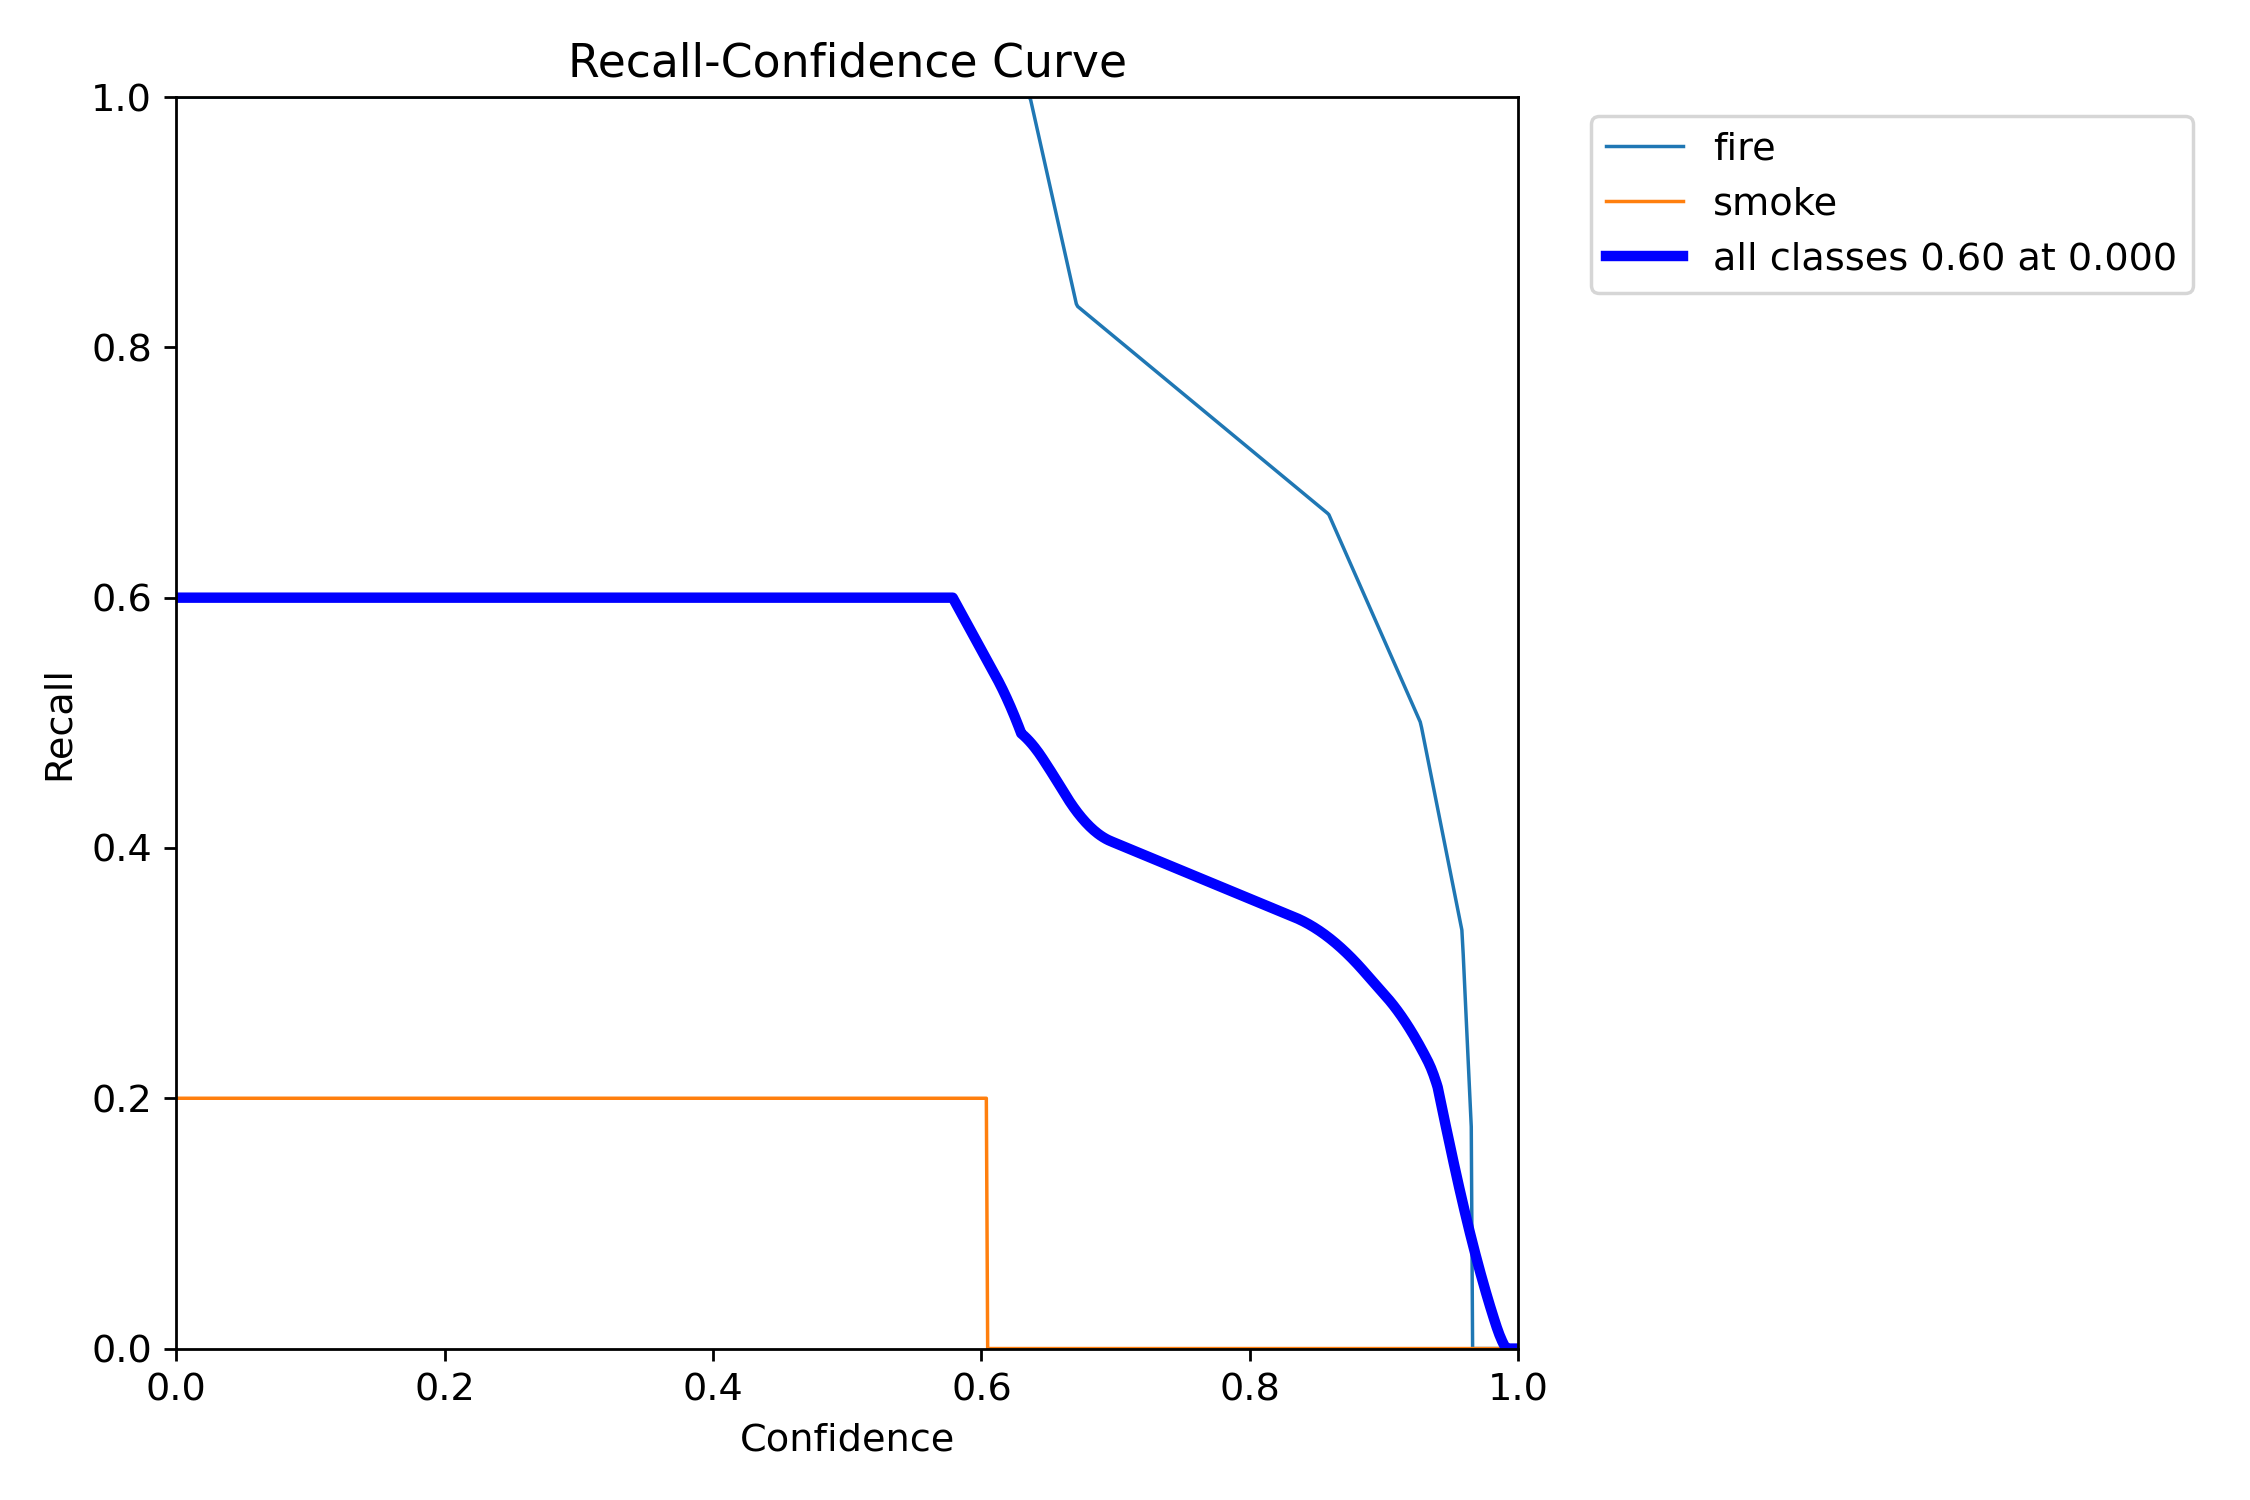 Recall-Confidence Curve
1.0
0.8
0.6
0.4
0.2
0.0
Recall
0.0 0.2 0.4 0.6 0.8 1.0
Confidence
fire
smoke
all classes 0.60 at 0.000